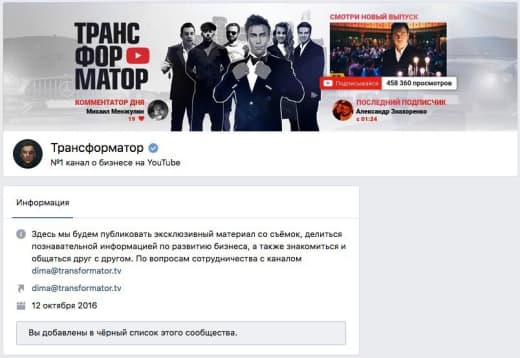 ТРАНС
ФОР
МАТОР
СМОТРИ НОВЫЙ ВЫПУСК
Подписывайся
458 360 просмотров
КОММЕНТАТОР ДНЯ
Михаил Менжулин
19
ПОСЛЕДНИЙ ПОДПИСЧИК
Александр Знахоренко
с 01:24
Трансформатор
№1 канал о бизнесе на YouTube
Информация
Здесь мы будем публиковать эксклюзивный материал со съёмок, делиться
познавательной информацией по развитию бизнеса, а также знакомиться и
общаться друг с другом. По вопросам сотрудничества с каналом
dima@transformator.tv
dima@transformator.tv
12 октября 2016
Вы добавлены в чёрный список этого сообщества.